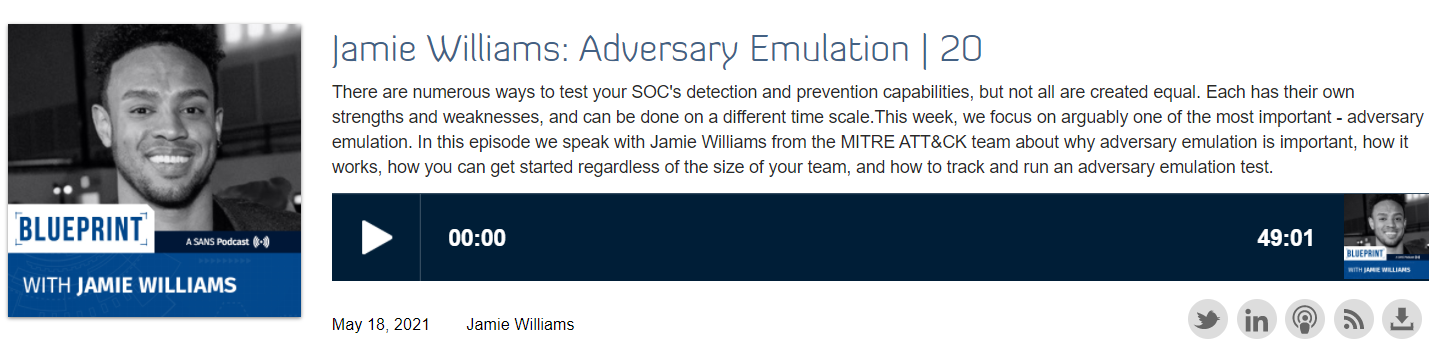 Jamie Williams: Adversary Emulation | 20
There are numerous ways to test your SOC's detection and prevention capabilities, but not all are created equal. Each has their own
strengths and weaknesses, and can be done on a different time scale.This week, we focus on arguably one of the most important - adversary
emulation. In this episode we speak with Jamie Williams from the MITRE ATT&CK team about why adversary emulation is important, how it
works, how you can get started regardless of the size of your team, and how to track and run an adversary emulation test.
BLUEPRINT
A SANS Podcast
WITH JAMIE WILLIAMS
00:00
49:01
BLUEPRINT
WITH JAMIE WILLIAMS
May 18, 2021
Jamie Williams
in